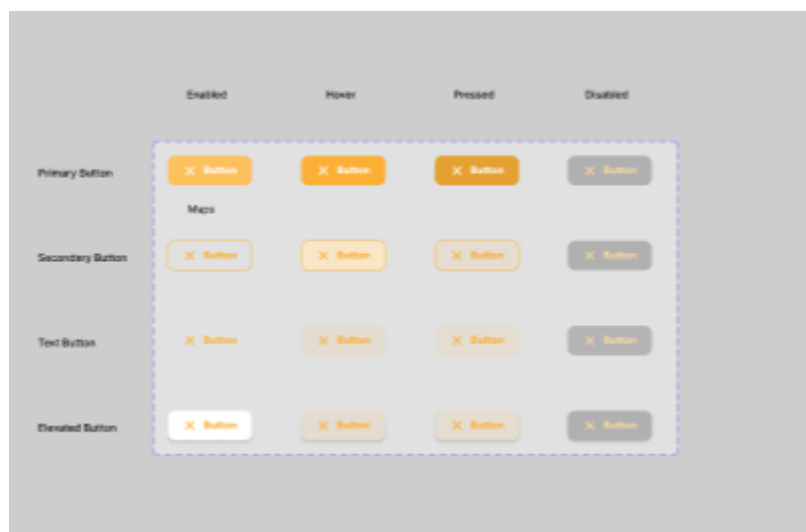 Enabled Hover Pressed Disabled
Primary Button Button Button Button Button
Maps
Secondary Button Button Button Button Button
Text Button Button Button Button Button
Elevated Button Button Button Button Button